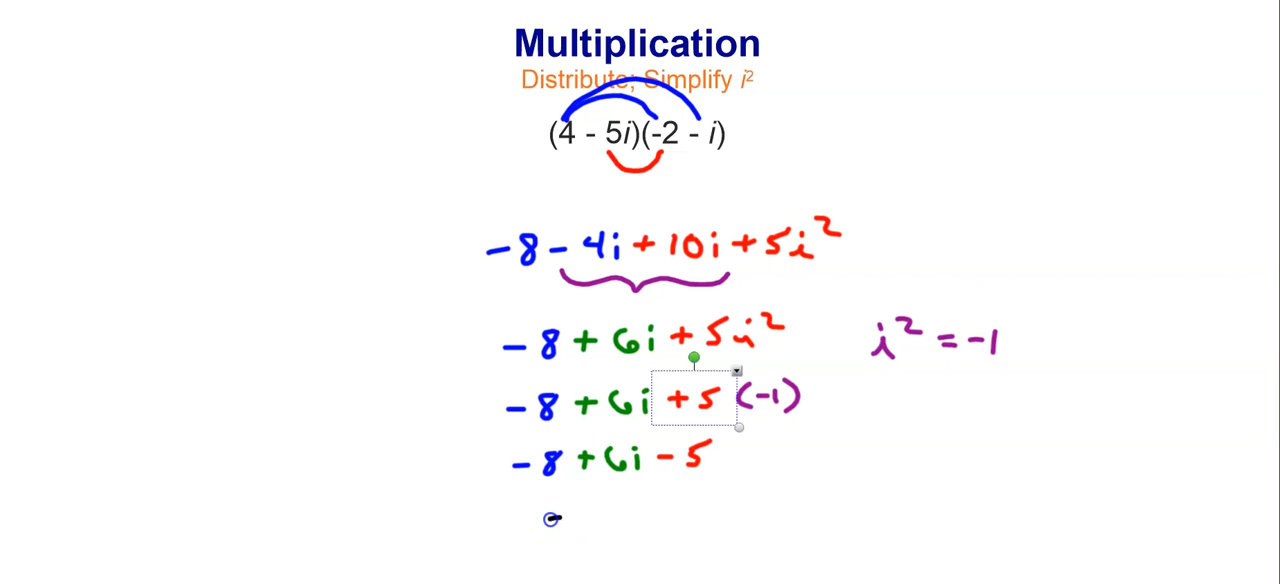 Multiplication
Distribute; Simplify i²
(4 - 5i)(-2 - i)
-8 - 4i + 10i + 5i²
-8 + 6i + 5i² i² = -1
-8 + 6i + 5 (-1)
-8 + 6i - 5
-